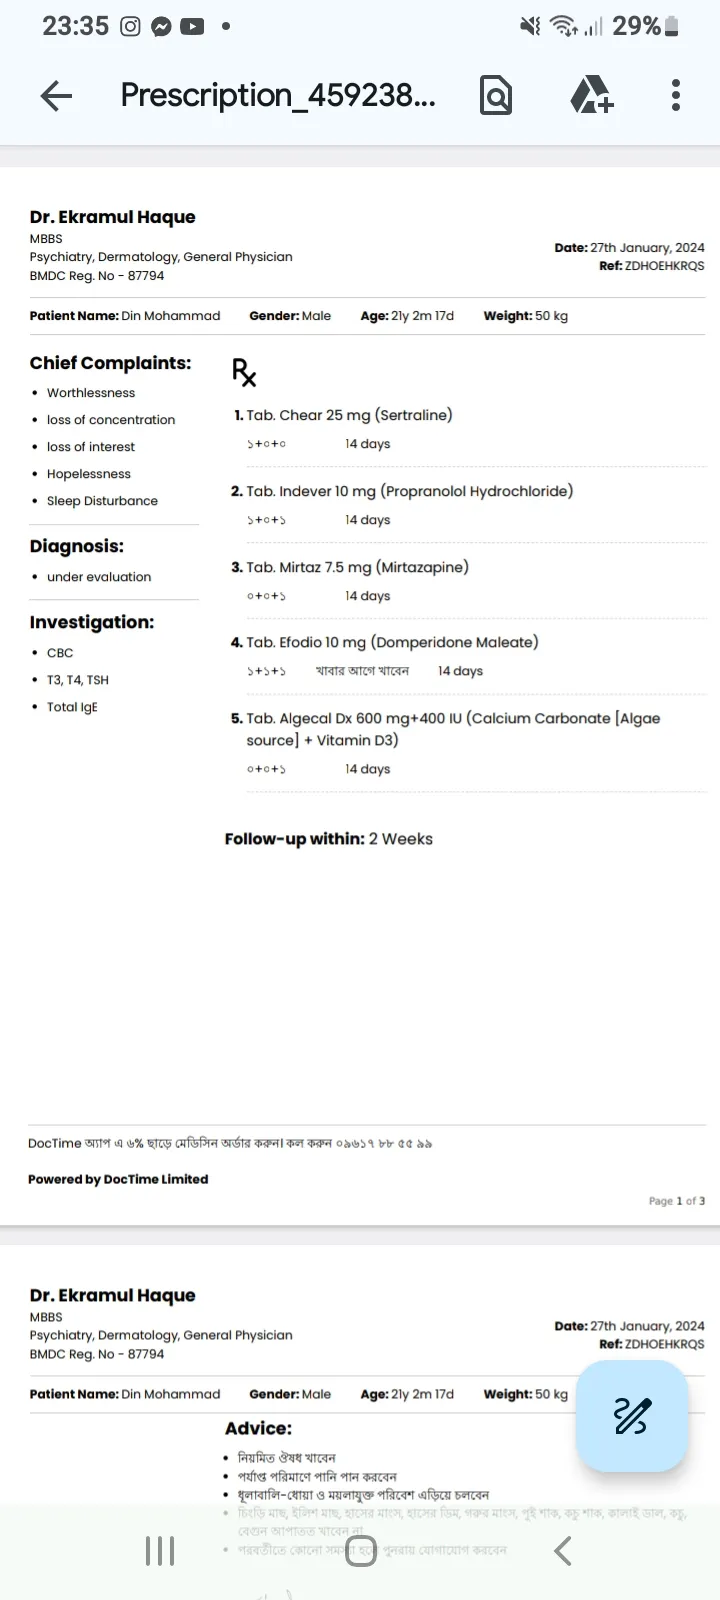 23:35
29%
Prescription_459238...
Dr. Ekramul Haque
MBBS
Psychiatry, Dermatology, General Physician
BMDC Reg. No - 87794
Date: 27th January, 2024
Ref: ZDHOEHKRQS
Patient Name: Din Mohammad Gender: Male Age: 21y 2m 17d Weight: 50 kg
Chief Complaints:
• Worthlessness
• loss of concentration
• loss of interest
• Hopelessness
• Sleep Disturbance
Diagnosis:
• under evaluation
Investigation:
• CBC
• T3, T4, TSH
• Total IgE
Rx
1. Tab. Chear 25 mg (Sertraline)
১+০+০ 14 days
2. Tab. Indever 10 mg (Propranolol Hydrochloride)
১+০+১ 14 days
3. Tab. Mirtaz 7.5 mg (Mirtazapine)
০+০+১ 14 days
4. Tab. Efodio 10 mg (Domperidone Maleate)
১+১+১ খাবার আগে খাবেন 14 days
5. Tab. Algecal Dx 600 mg+400 IU (Calcium Carbonate [Algae
source] + Vitamin D3)
০+০+১ 14 days
Follow-up within: 2 Weeks
DocTime অ্যাপ এ ৬% ছাড়ে মেডিসিন অর্ডার করুন। কল করুন ০৯৬১৭ ৮৮ ৫৫ ৯৯
Powered by DocTime Limited
Page 1 of 3
Dr. Ekramul Haque
MBBS
Psychiatry, Dermatology, General Physician
BMDC Reg. No - 87794
Date: 27th January, 2024
Ref: ZDHOEHKRQS
Patient Name: Din Mohammad Gender: Male Age: 21y 2m 17d Weight: 50 kg
Advice:
• নিয়মিত ঔষধ খাবেন
• পর্যাপ্ত পরিমাণে পানি পান করবেন
• ধূলাবালি-ধোয়া ও ময়লাযুক্ত পরিবেশ এড়িয়ে চলবেন
• চিংড়ি মাছ, ইলিশ মাছ, হাসের মাংস, হাসের ডিম, গরুর মাংস, পুই শাক, কচু শাক, কালাই ডাল, কচু,
বেগুন আপাতত খাবেন না
• পরবর্তীতে কোনো সমস্যা হলে পুনরায় যোগাযোগ করবেন